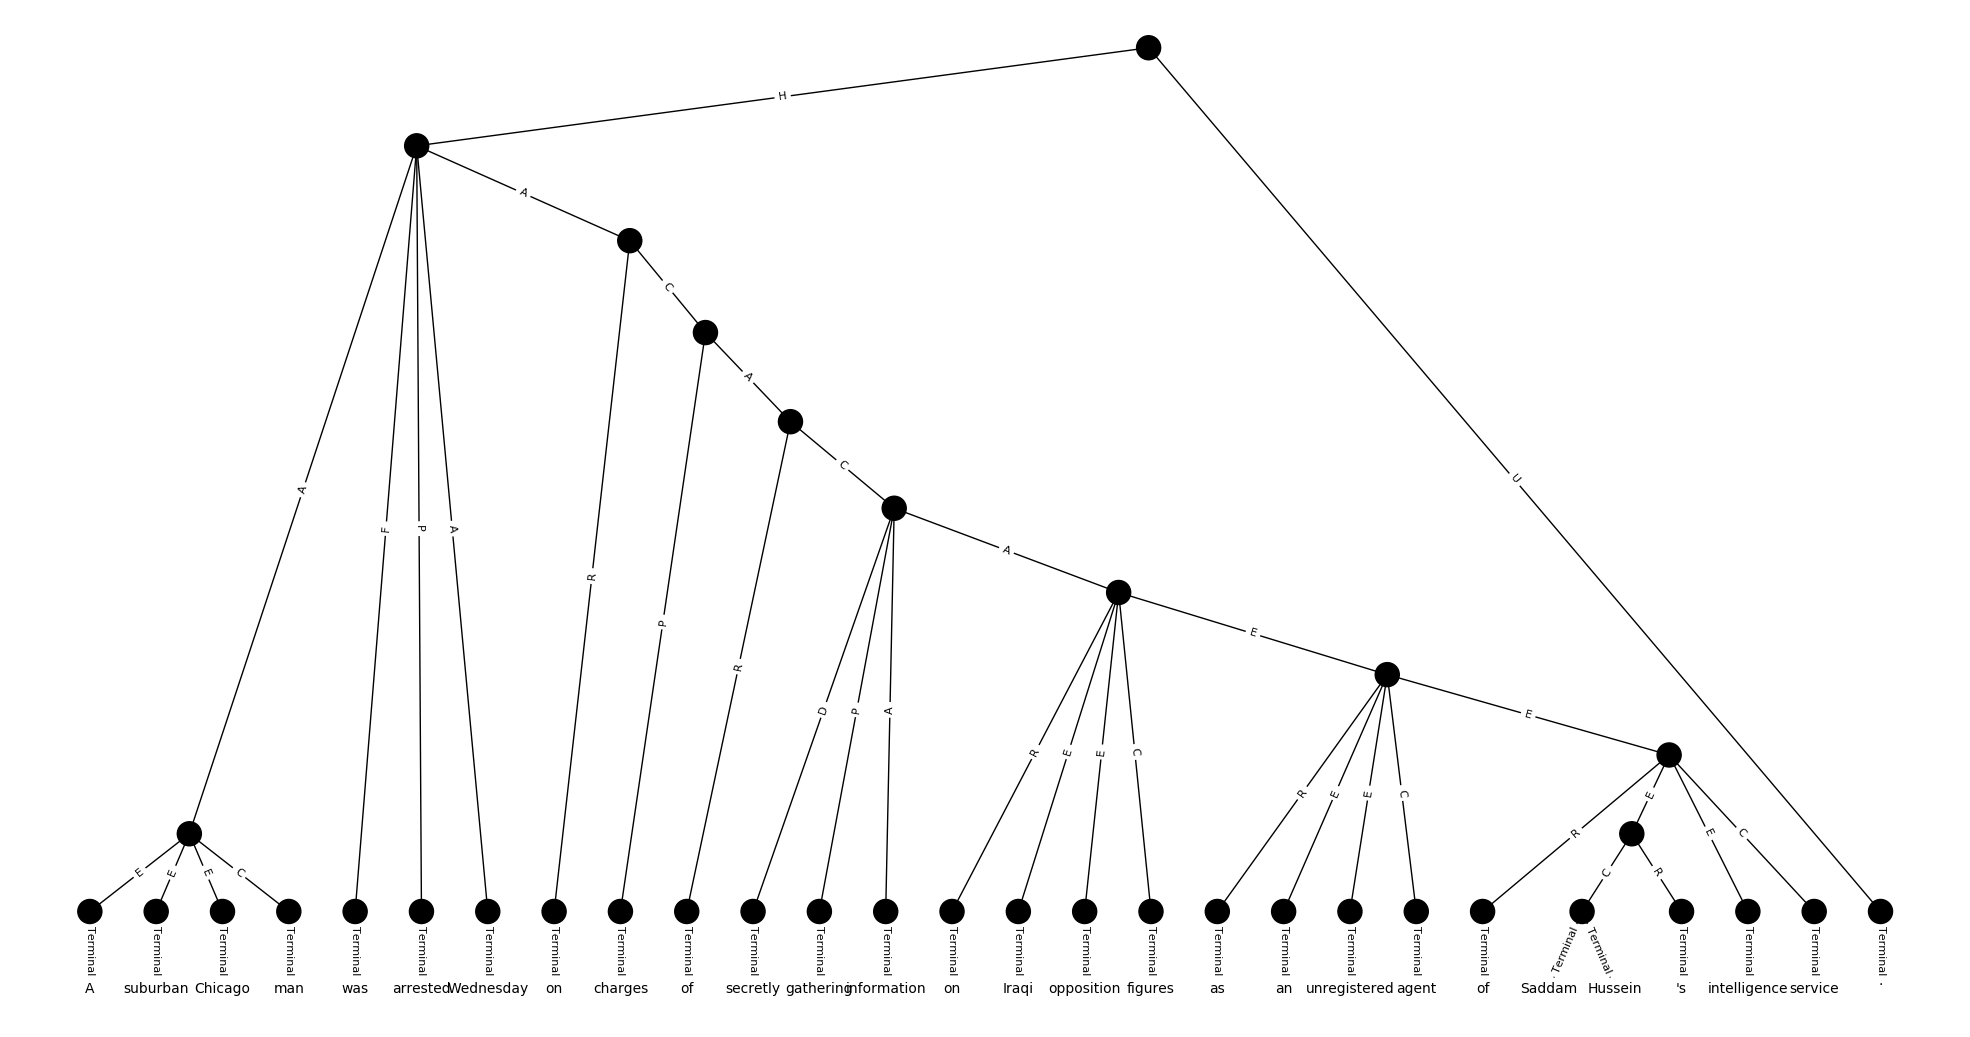 H
A
C
A
C
A
U
A
F
P
A
R
P
R
D
P
A
E
R
E
E
C
E
R
E
E
C
R
E
E
C
E
E
E
C
C
R
Terminal Terminal Terminal Terminal Terminal Terminal Terminal Terminal Terminal Terminal Terminal Terminal Terminal Terminal Terminal Terminal Terminal Terminal Terminal Terminal Terminal Terminal Terminal Terminal Terminal Terminal Terminal Terminal
A suburban Chicago man was arrested Wednesday on charges of secretly gathering information on Iraqi opposition figures as an unregistered agent of Saddam Hussein 's intelligence service .